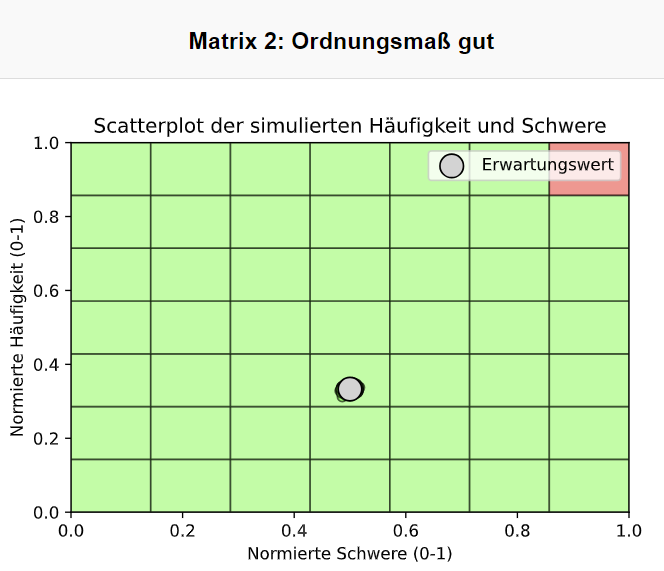 Matrix 2: Ordnungsmaß gut
Scatterplot der simulierten Häufigkeit und Schwere
Erwartungswert
Normierte Häufigkeit (0-1)
1.0
0.8
0.6
0.4
0.2
0.0
0.0 0.2 0.4 0.6 0.8 1.0
Normierte Schwere (0-1)